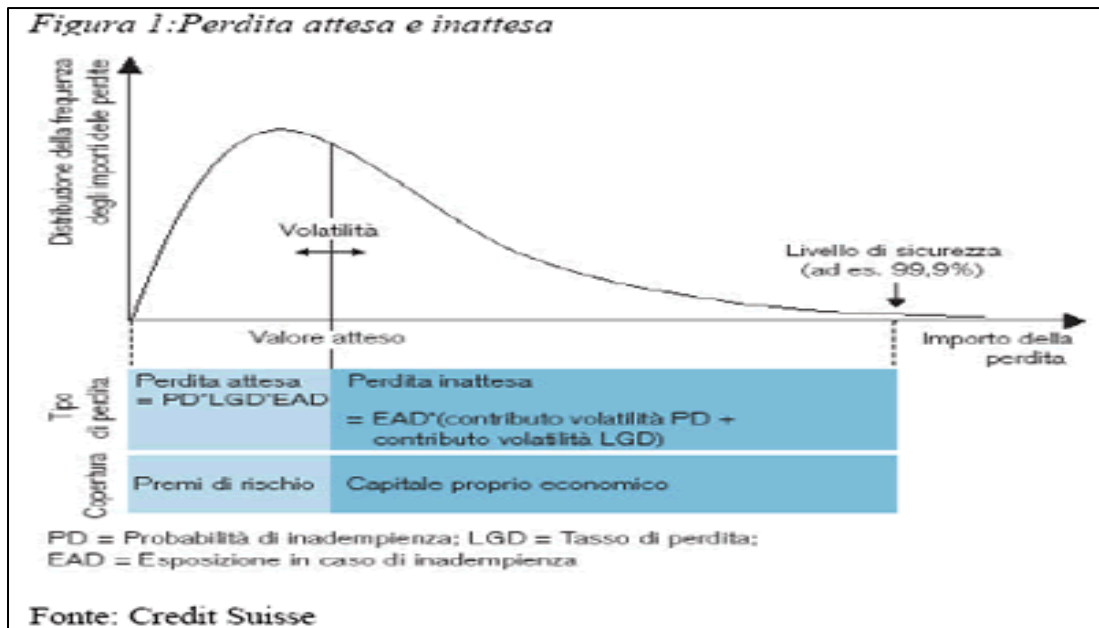 Figura 1:Perdita attesa e inattesa
Distribuzione della frequenza
degli importi delle perdite
Volatilità
Livello di sicurezza
(ad es. 99,9%)
Valore atteso
Importo della
perdita
Tipo
di perdita
Perdita attesa
= PD*LGD*EAD
Perdita inattesa
= EAD*(contributo volatilità PD +
contributo volatilità LGD)
Copertura
Premi di rischio
Capitale proprio economico
PD = Probabilità di inadempienza; LGD = Tasso di perdita;
EAD = Esposizione in caso di inadempienza
Fonte: Credit Suisse